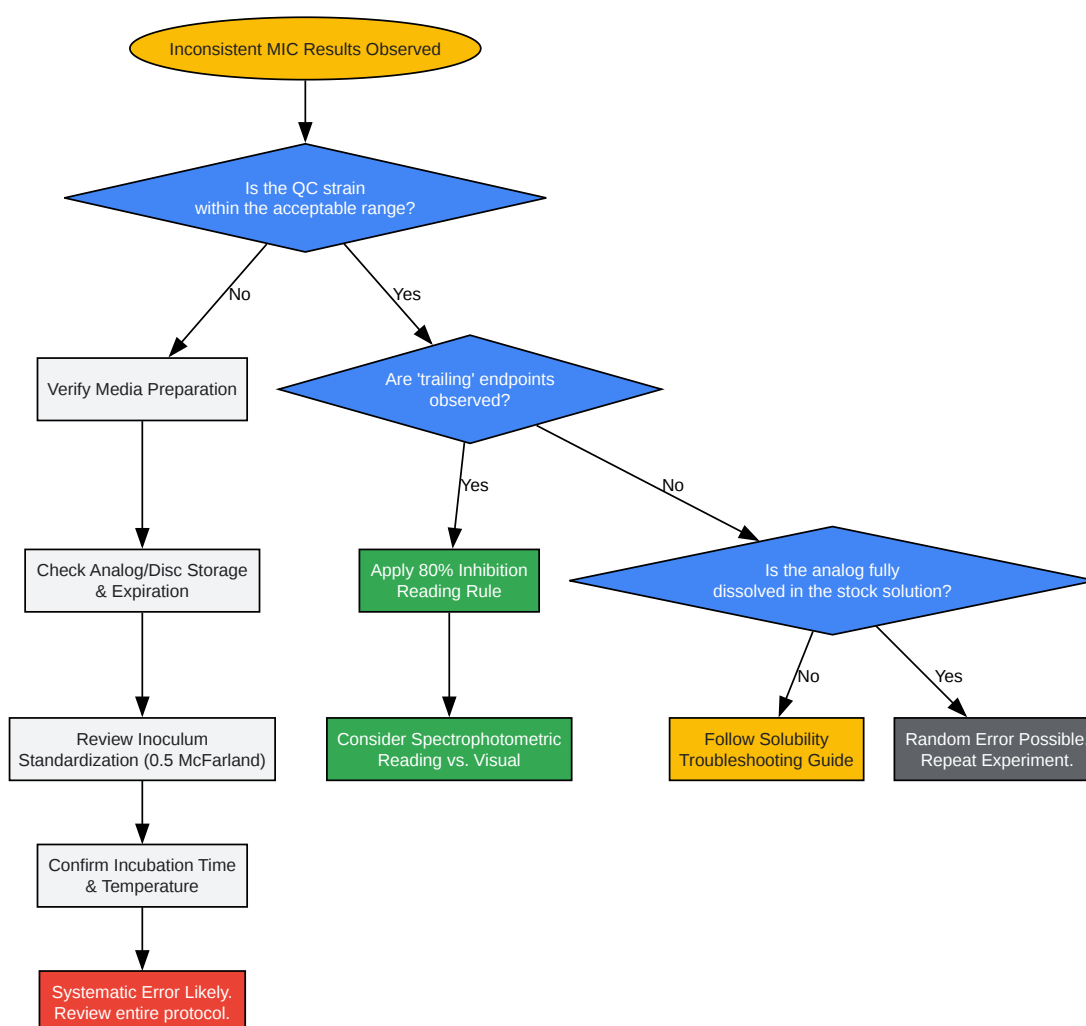 Inconsistent MIC Results Observed
Is the QC strain
within the acceptable range?
No
Yes
Verify Media Preparation
Are 'trailing' endpoints
observed?
Yes
No
Check Analog/Disc Storage
& Expiration
Apply 80% Inhibition
Reading Rule
Is the analog fully
dissolved in the stock solution?
No
Yes
Review Inoculum
Standardization (0.5 McFarland)
Consider Spectrophotometric
Reading vs. Visual
Follow Solubility
Troubleshooting Guide
Random Error Possible
Repeat Experiment.
Confirm Incubation Time
& Temperature
Systematic Error Likely.
Review entire protocol.